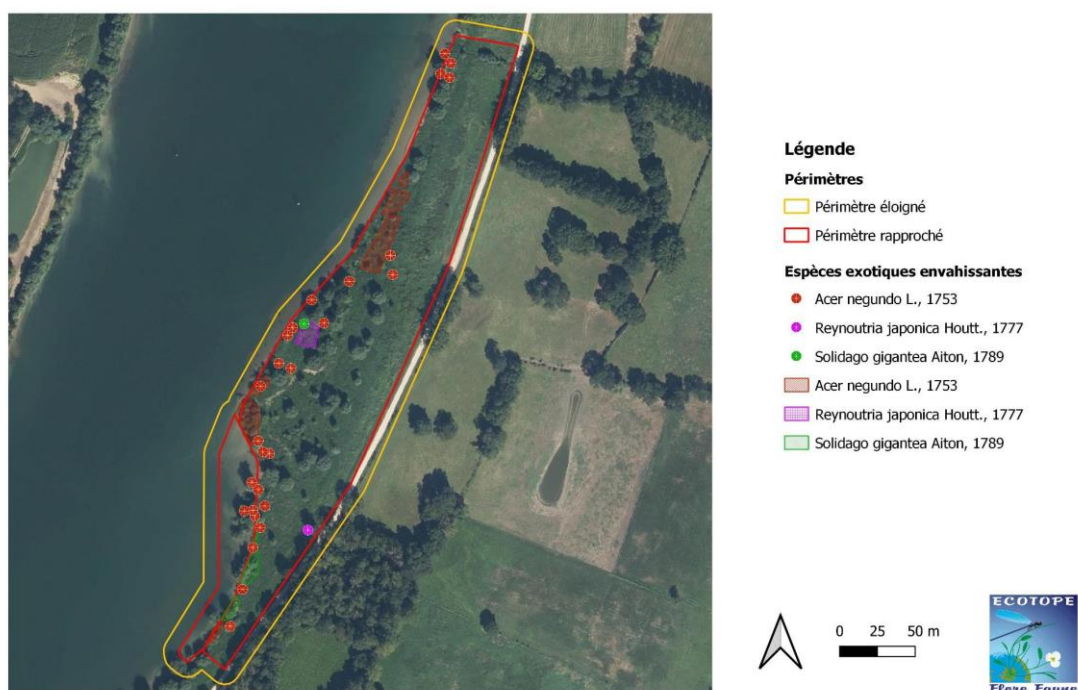 Légende
Périmètres
Périmètre éloigné
Périmètre rapproché
Espèces exotiques envahissantes
Acer negundo L., 1753
Reynoutria japonica Houtt., 1777
Solidago gigantea Aiton, 1789
Acer negundo L., 1753
Reynoutria japonica Houtt., 1777
Solidago gigantea Aiton, 1789
0 25 50 m
ECOTOPE
Flore Faune